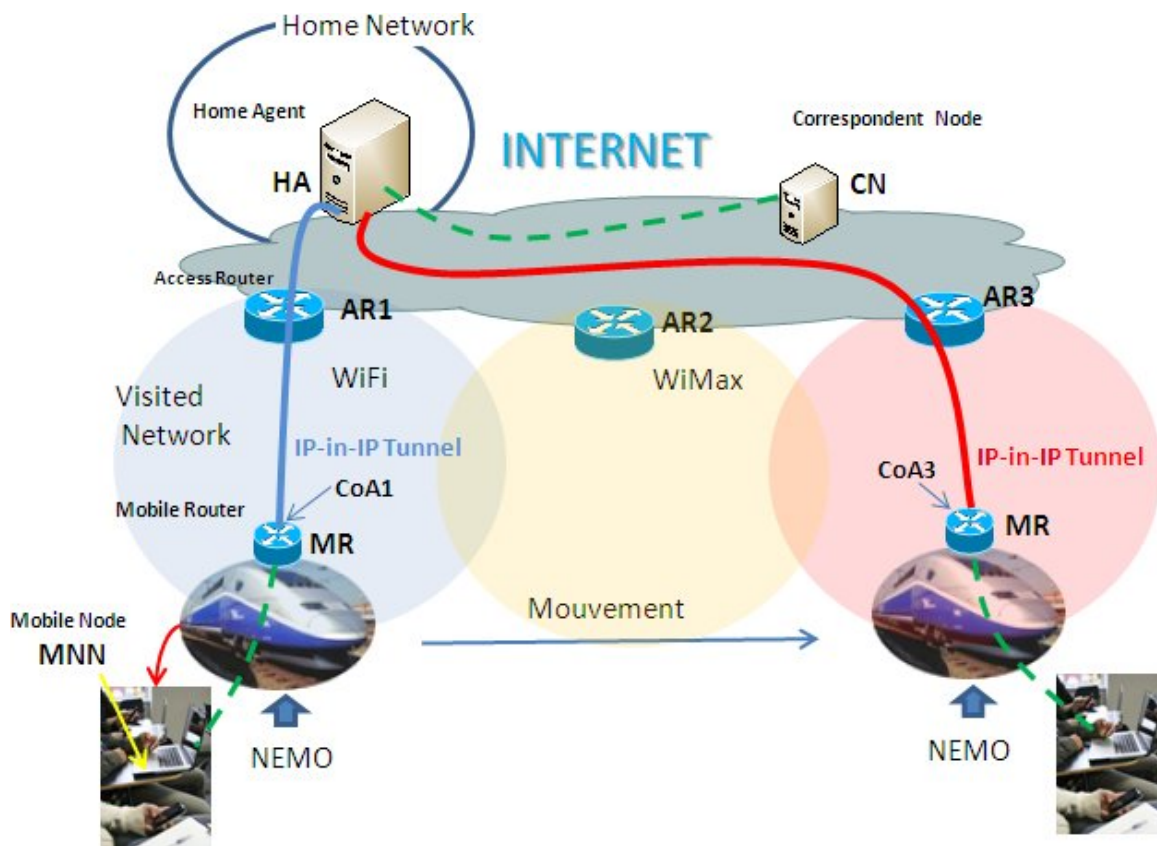 Home Network
Home Agent
HA
INTERNET
Correspondent Node
CN
Access Router
AR1
AR2
AR3
WiFi
WiMax
Visited
Network
IP-in-IP Tunnel
CoA1
CoA3
IP-in-IP Tunnel
Mobile Router
MR
MR
Mouvement
Mobile Node
MNN
NEMO
NEMO